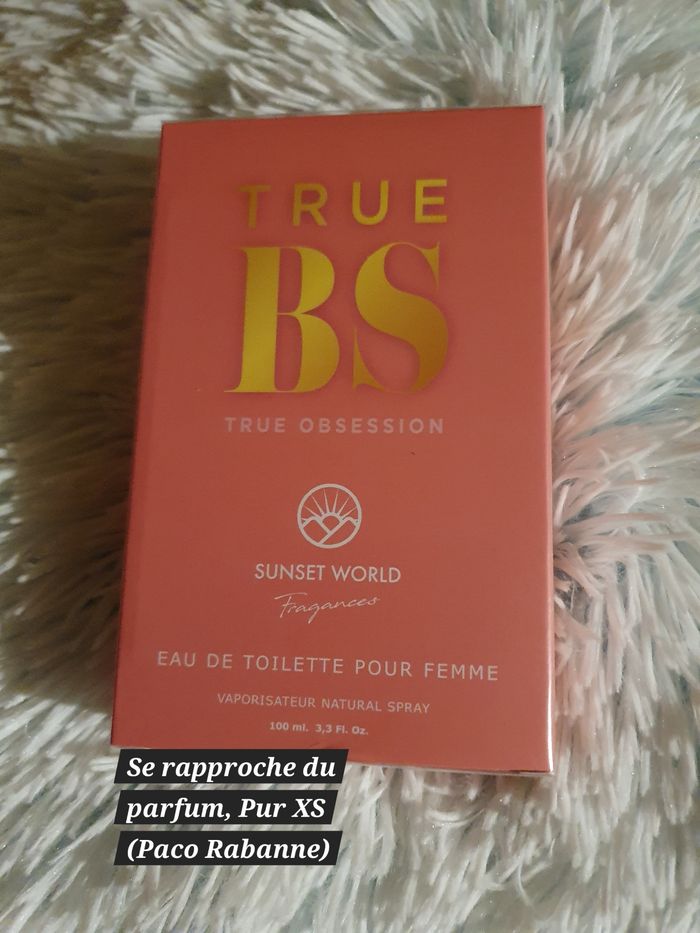 TRUE
BS
TRUE OBSESSION
SUNSET WORLD
Fragances
EAU DE TOILETTE POUR FEMME
VAPORISATEUR NATURAL SPRAY
100 ml. 3,3 Fl. Oz.
Se rapproche du
parfum, Pur XS
(Paco Rabanne)